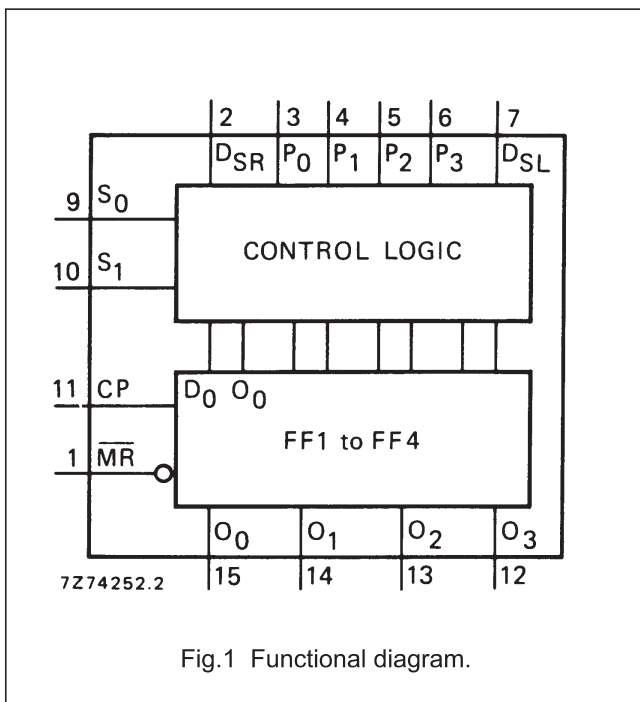 2 3 4 5 6 7
DSR P0 P1 P2 P3 DSL
9 S0
CONTROL LOGIC
10 S1
11 CP
D0 O0
FF1 to FF4
1 MR
O0 O1 O2 O3
7Z74252.2
15 14 13 12
Fig.1 Functional diagram.